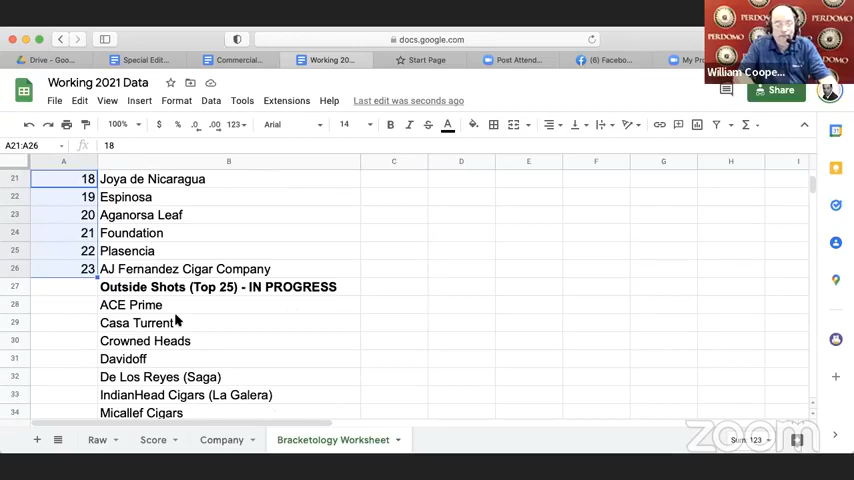 PERDOMO PERDOMO
docs.google.com
Drive – Google...
Special Edit...
Commercial...
Working 20...
Start Page
Post Attend...
(6) Facebo...
My Pro
William Coope...
Working 2021 Data
File Edit View Insert Format Data Tools Extensions Help Last edit was seconds ago
Share
100% $ % .0 .00 123 Arial 14 B I S A
A21:A26 fx 18
A B C D E F G H I
21 18 Joya de Nicaragua
22 19 Espinosa
23 20 Aganorsa Leaf
24 21 Foundation
25 22 Plasencia
26 23 AJ Fernandez Cigar Company
27 Outside Shots (Top 25) - IN PROGRESS
28 ACE Prime
29 Casa Turrent
30 Crowned Heads
31 Davidoff
32 De Los Reyes (Saga)
33 IndianHead Cigars (La Galera)
34 Micallef Cigars
Raw Score Company Bracketology Worksheet Sum: 123
zoom